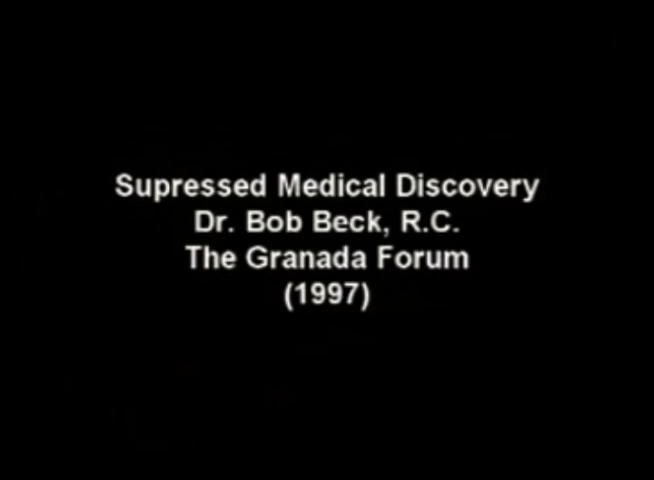 Supressed Medical Discovery
Dr. Bob Beck, R.C.
The Granada Forum
(1997)